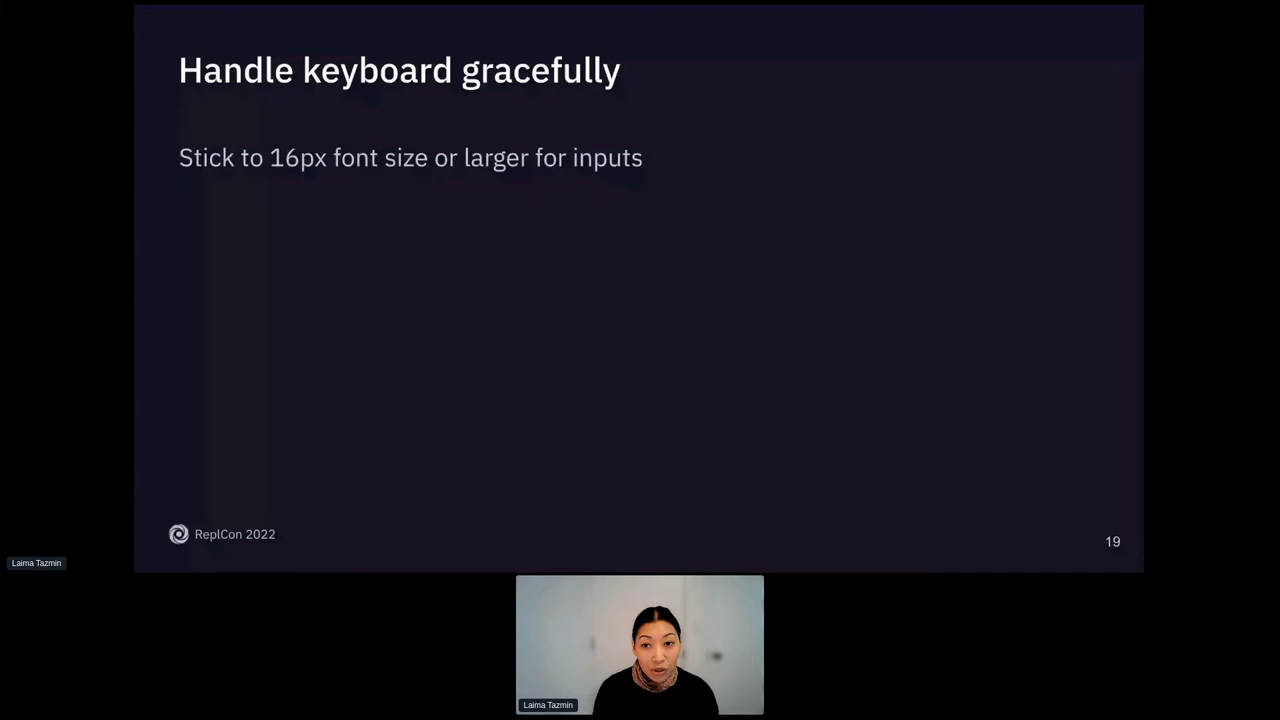 Handle keyboard gracefully
Stick to 16px font size or larger for inputs
ReplCon 2022
19
Laima Tazmin
Laima Tazmin